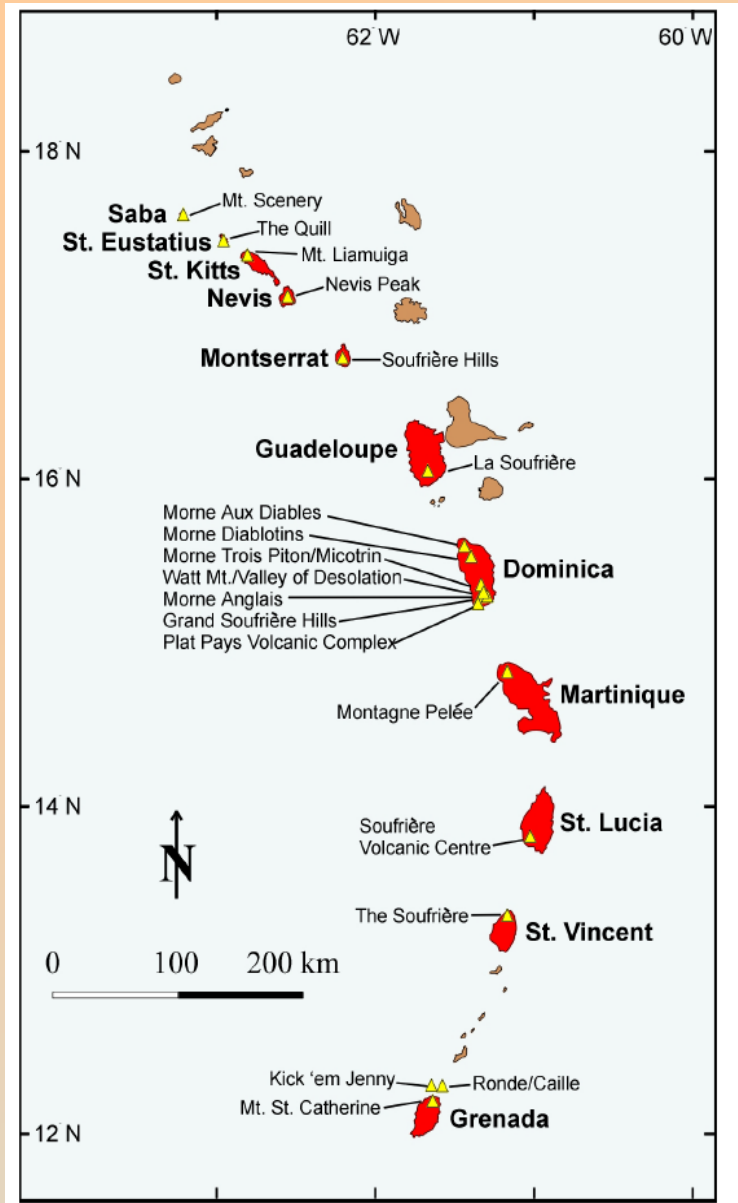 62°W
60°W
18°N
Mt. Scenery
Saba
The Quill
St. Eustatius
Mt. Liamuiga
St. Kitts
Nevis Peak
Nevis
Montserrat
Soufrière Hills
Guadeloupe
La Soufrière
16°N
Morne Aux Diables
Morne Diablotins
Morne Trois Piton/Micotrin
Watt Mt./Valley of Desolation
Morne Anglais
Grand Soufrière Hills
Plat Pays Volcanic Complex
Dominica
Martinique
Montagne Pelée
14°N
St. Lucia
Soufrière
Volcanic Centre
N
The Soufrière
St. Vincent
0 100 200 km
Kick 'em Jenny
Ronde/Caille
Mt. St. Catherine
Grenada
12°N